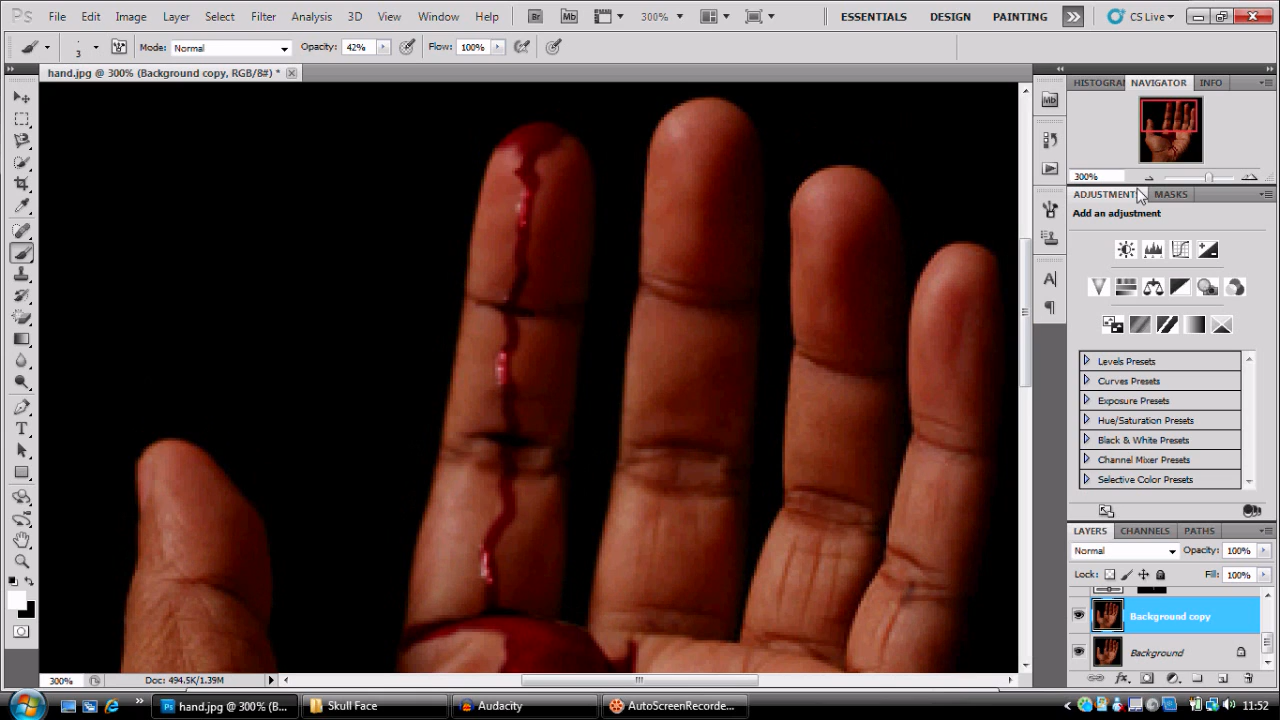 Ps File Edit Image Layer Select Filter Analysis 3D View Window Help Br Mb 300% ESSENTIALS DESIGN PAINTING CS Live
3 Mode: Normal Opacity: 42% Flow: 100%
hand.jpg @ 300% (Background copy, RGB/8#) *
HISTOGRA NAVIGATOR INFO
Mb
300%
ADJUSTMENT MASKS
Add an adjustment
Levels Presets
Curves Presets
Exposure Presets
Hue/Saturation Presets
Black & White Presets
Channel Mixer Presets
Selective Color Presets
LAYERS CHANNELS PATHS
Normal Opacity: 100%
Lock: Fill: 100%
Background copy
Background
300% Doc: 494.5K/1.39M
hand.jpg @ 300% (B... Skull Face Audacity AutoScreenRecorde... 11:52